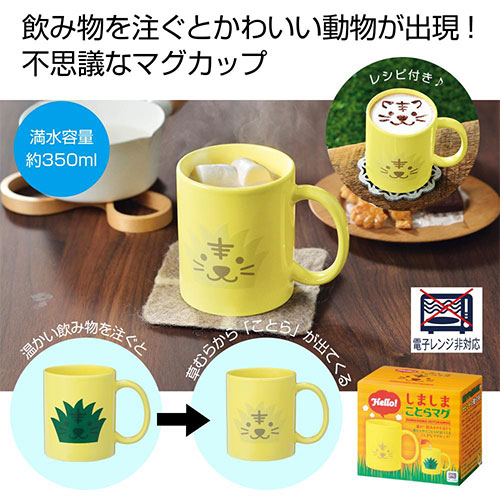 飲み物を注ぐとかわいい動物が出現！
不思議なマグカップ
レシピ付き♪
満水容量
約350ml
温かい飲み物を注ぐと
草むらから「ことら」が出てくる
電子レンジ非対応
Hello!
しましま
ことらマグ